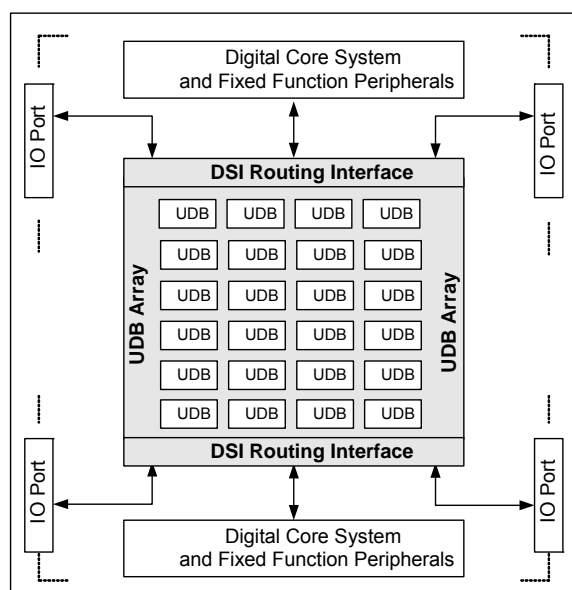 Digital Core System
and Fixed Function Peripherals
IO Port
IO Port
DSI Routing Interface
UDB UDB UDB UDB
UDB UDB UDB UDB
UDB Array
UDB Array
UDB UDB UDB UDB
UDB UDB UDB UDB
UDB UDB UDB UDB
UDB UDB UDB UDB
DSI Routing Interface
IO Port
IO Port
Digital Core System
and Fixed Function Peripherals